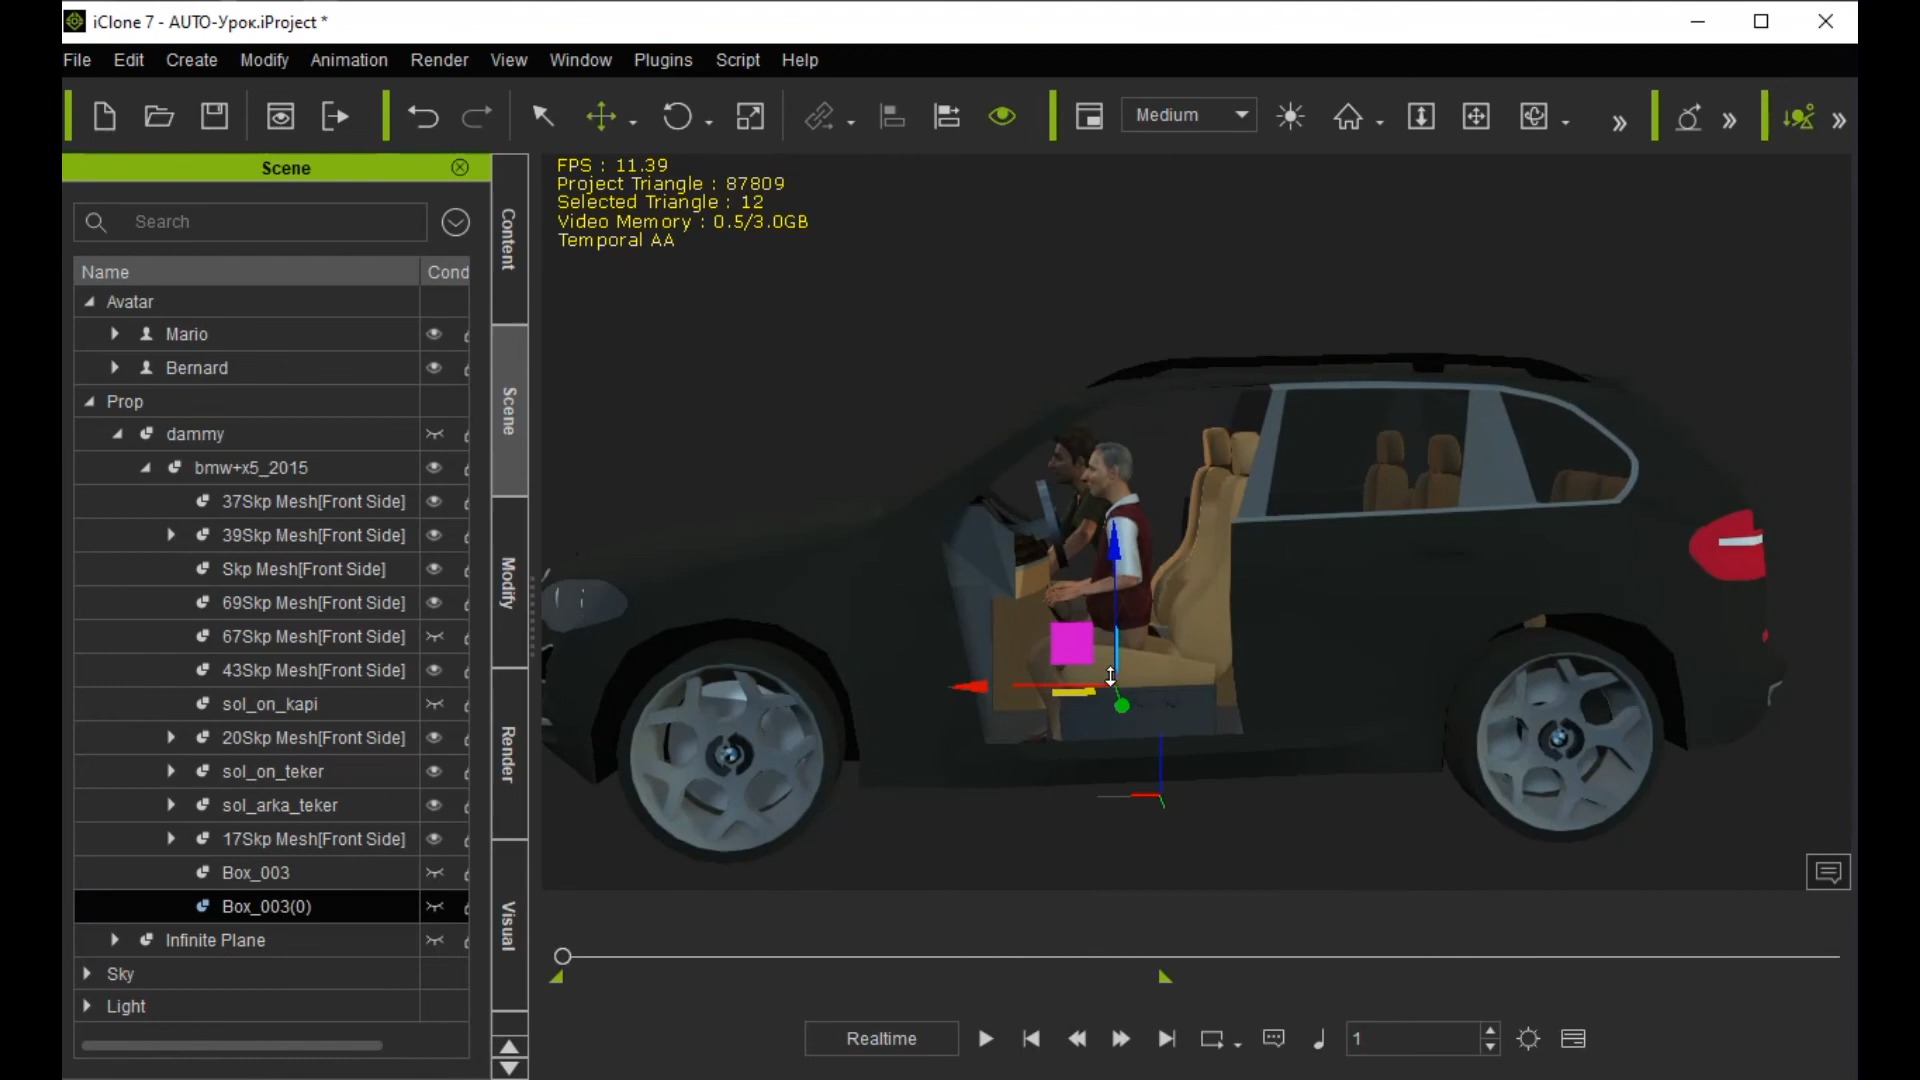 iClone 7 - AUTO-Урок.iProject *
File Edit Create Modify Animation Render View Window Plugins Script Help
Medium
Scene
Search
Name Cond
Avatar
Mario
Bernard
Prop
dammy
bmw+x5_2015
37Skp Mesh[Front Side]
39Skp Mesh[Front Side]
Skp Mesh[Front Side]
69Skp Mesh[Front Side]
67Skp Mesh[Front Side]
43Skp Mesh[Front Side]
sol_on_kapi
20Skp Mesh[Front Side]
sol_on_teker
sol_arka_teker
17Skp Mesh[Front Side]
Box_003
Box_003(0)
Infinite Plane
Sky
Light
Content
Scene
Modify
Render
Visual
FPS : 11.39
Project Triangle : 87809
Selected Triangle : 12
Video Memory : 0.5/3.0GB
Temporal AA
Realtime
1